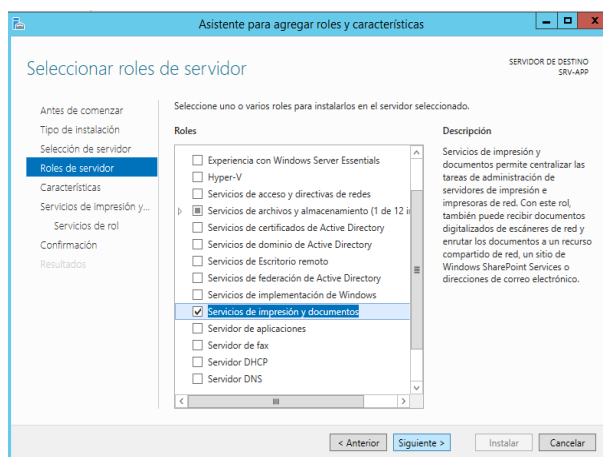 Asistente para agregar roles y características
Seleccionar roles de servidor
SERVIDOR DE DESTINO
SRV-APP
Antes de comenzar
Tipo de instalación
Selección de servidor
Roles de servidor
Características
Servicios de impresión y...
Servicios de rol
Confirmación
Resultados
Seleccione uno o varios roles para instalarlos en el servidor seleccionado.
Roles
Experiencia con Windows Server Essentials
Hyper-V
Servicios de acceso y directivas de redes
Servicios de archivos y almacenamiento (1 de 12 i
Servicios de certificados de Active Directory
Servicios de dominio de Active Directory
Servicios de Escritorio remoto
Servicios de federación de Active Directory
Servicios de implementación de Windows
Servicios de impresión y documentos
Servidor de aplicaciones
Servidor de fax
Servidor DHCP
Servidor DNS
Descripción
Servicios de impresión y
documentos permite centralizar las
tareas de administración de
servidores de impresión e
impresoras de red. Con este rol,
también puede recibir documentos
digitalizados de escáneres de red y
enrutar los documentos a un recurso
compartido de red, un sitio de
Windows SharePoint Services o
direcciones de correo electrónico.
< Anterior
Siguiente >
Instalar
Cancelar